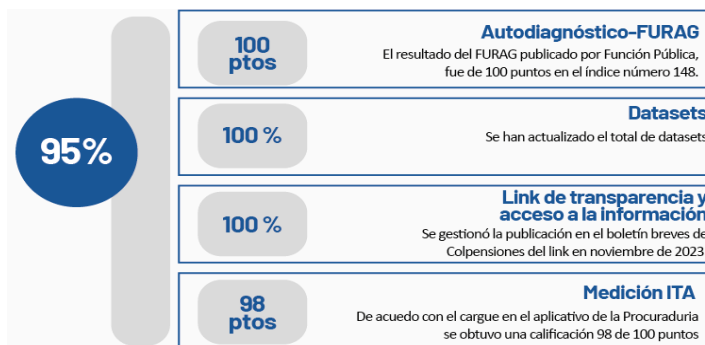 95%
100
ptos
Autodiagnóstico-FURAG
El resultado del FURAG publicado por Función Pública,
fue de 100 puntos en el índice número 148.
100 %
Datasets
Se han actualizado el total de datasets
100 %
Link de transparencia y
acceso a la información
Se gestionó la publicación en el boletín breves de
Colpensiones del link en noviembre de 2023
98
ptos
Medición ITA
De acuerdo con el cargue en el aplicativo de la Procuraduria
se obtuvo una calificación 98 de 100 puntos